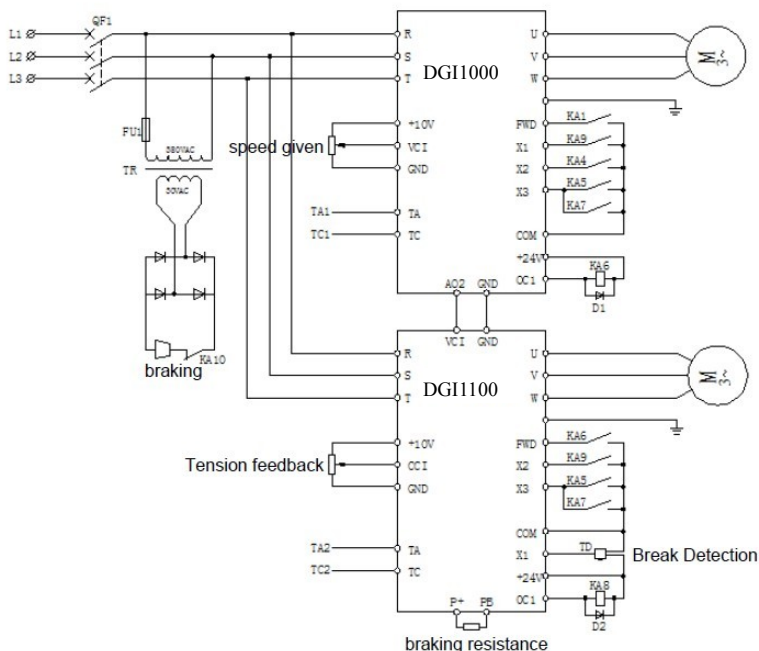 QF1
L1
L2
L3
R
S
T
DGI1000
U
V
W
M
3~
FU1
380VAC
TR
50VAC
speed given
+10V
VCI
GND
TA1
TA
TC1
TC
FWD
KA1
X1
KA9
X2
KA4
X3
KA5
KA7
COM
+24V
OC1
KA6
D1
AO2
GND
VCI
GND
KA10
braking
R
S
T
DGI1100
U
V
W
M
3~
Tension feedback
+10V
CCI
GND
TA2
TA
TC2
TC
FWD
KA6
X2
KA9
X3
KA5
KA7
COM
X1
TD
Break Detection
+24V
OC1
KA8
D2
P+
PB
braking resistance